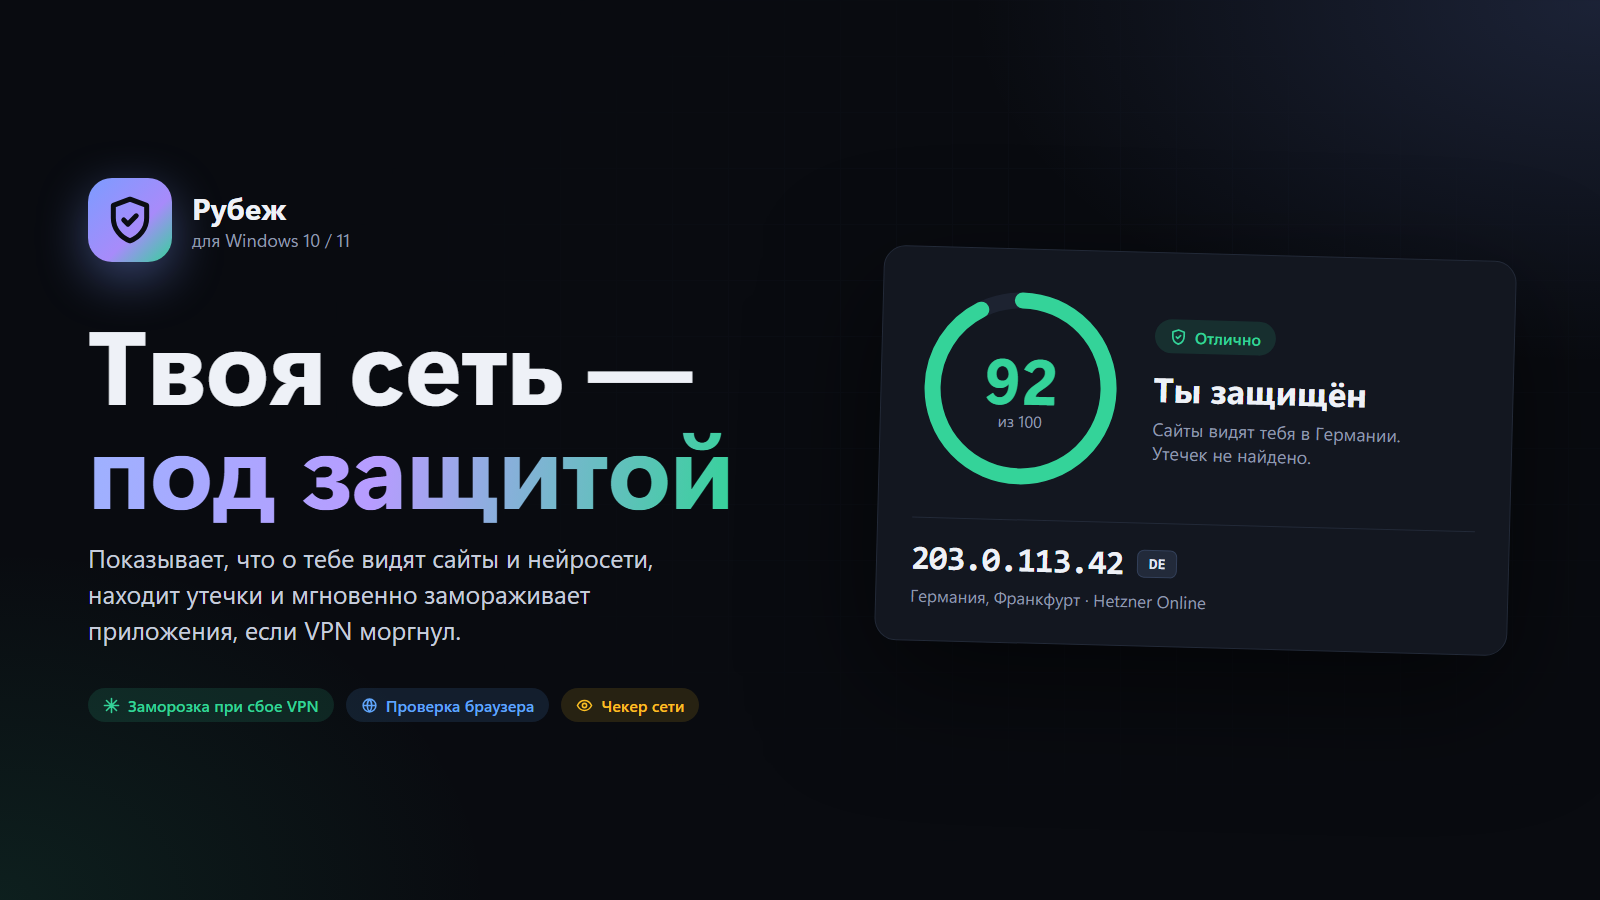 Рубеж
для Windows 10 / 11
Твоя сеть —
под защитой
Показывает, что о тебе видят сайты и нейросети,
находит утечки и мгновенно замораживает
приложения, если VPN моргнул.
Заморозка при сбое VPN
Проверка браузера
Чекер сети
92
из 100
Отлично
Ты защищён
Сайты видят тебя в Германии.
Утечек не найдено.
203.0.113.42 DE
Германия, Франкфурт · Hetzner Online